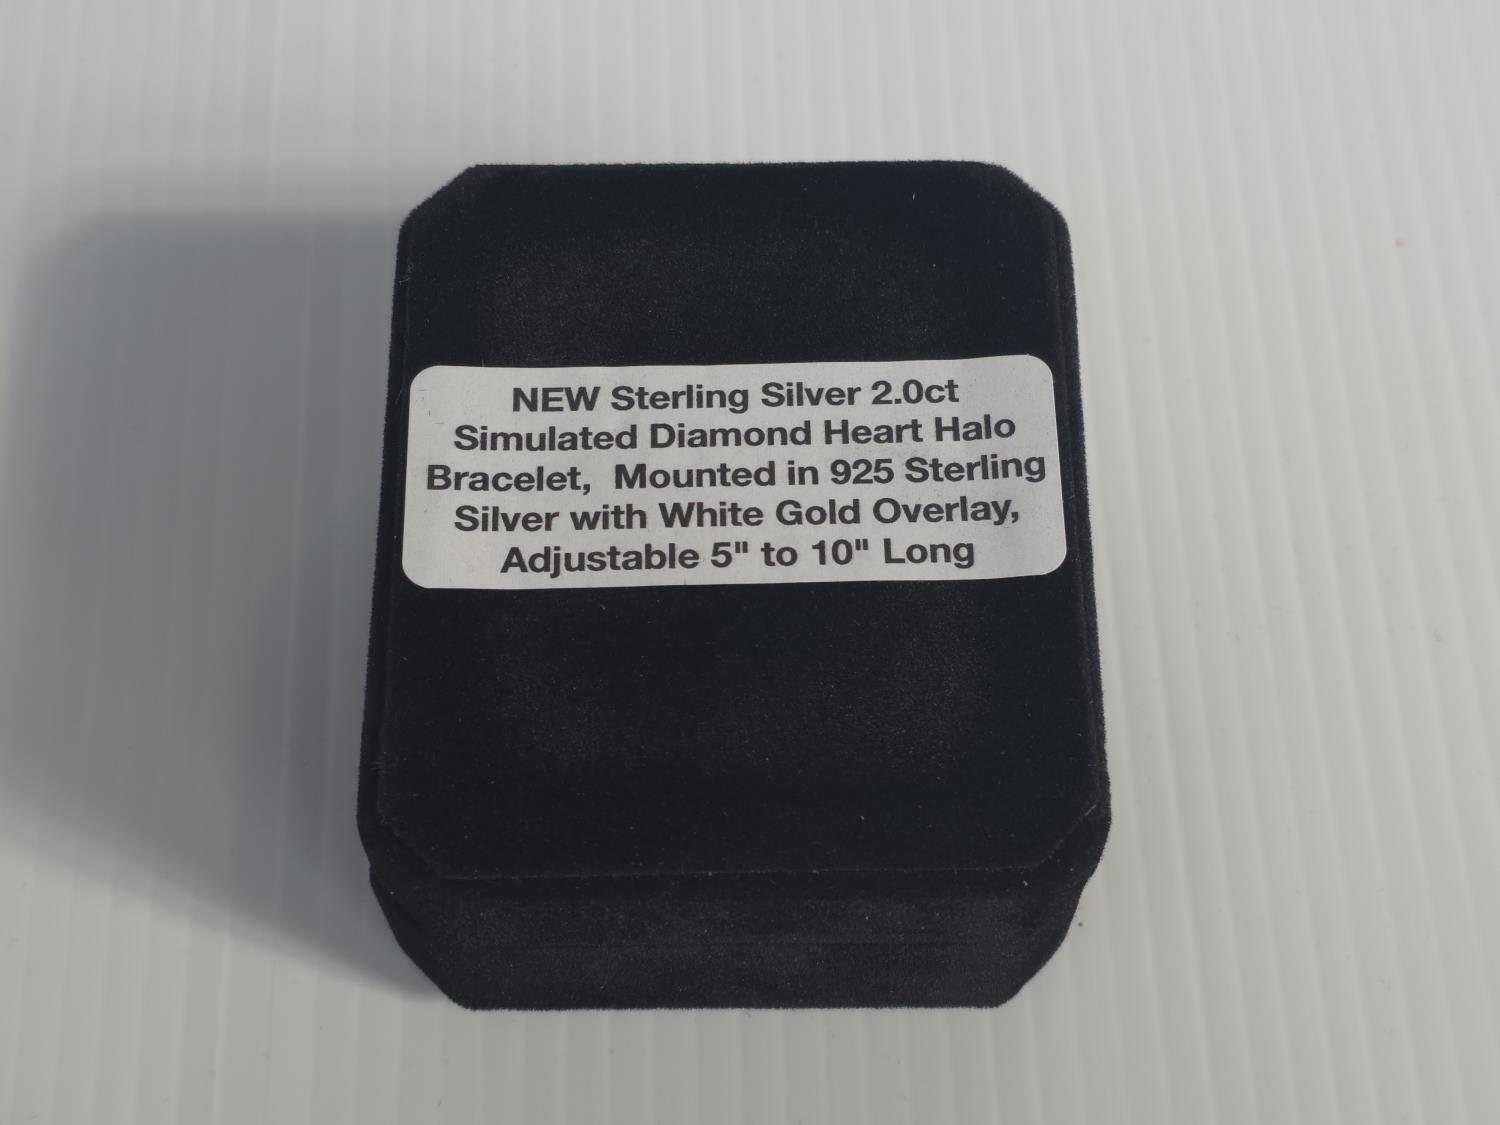 NEW Sterling Silver 2.0ct
Simulated Diamond Heart Halo
Bracelet,  Mounted in 925 Sterling
Silver with White Gold Overlay,
Adjustable 5" to 10" Long